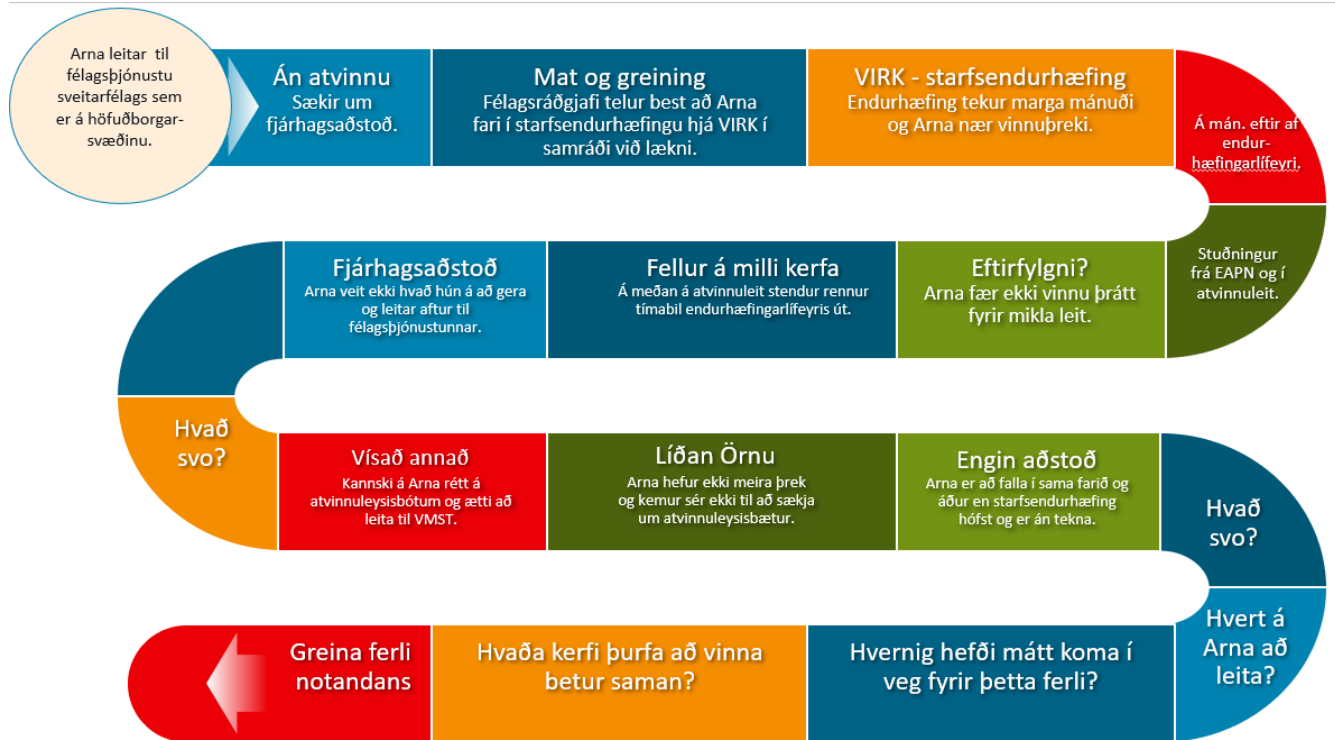 Arna leitar til
félagsþjónustu
sveitarfélags sem
er á höfuðborgar-
svæðinu.
Án atvinnu
Sækir um
fjárhagsaðstoð.
Mat og greining
Félagsráðgjafi telur best að Arna
fari í starfsendurhæfingu hjá VIRK í
samráði við lækni.
VIRK - starfsendurhæfing
Endurhæfing tekur marga mánuði
og Arna nær vinnuþreki.
Á mán. eftir af
endur-
hæfingarlífeyri.
Stuðningur
frá EAPN og í
atvinnuleit.
Eftirfylgni?
Arna fær ekki vinnu þrátt
fyrir mikla leit.
Fellur á milli kerfa
Á meðan á atvinnuleit stendur rennur
tímabil endurhæfingarlífeyris út.
Fjárhagsaðstoð
Arna veit ekki hvað hún á að gera
og leitar aftur til
félagsþjónustunnar.
Hvað
svo?
Vísað annað
Kannski á Arna rétt á
atvinnuleysisbótum og ætti að
leita til VMST.
Líðan Örnu
Arna hefur ekki meira þrek
og kemur sér ekki til að sækja
um atvinnuleysisbætur.
Engin aðstoð
Arna er að falla í sama farið og
áður en starfsendurhæfing
hófst og er án tekna.
Hvað
svo?
Hvert á
Arna að
leita?
Hvernig hefði mátt koma í
veg fyrir þetta ferli?
Hvaða kerfi þurfa að vinna
betur saman?
Greina ferli
notandans